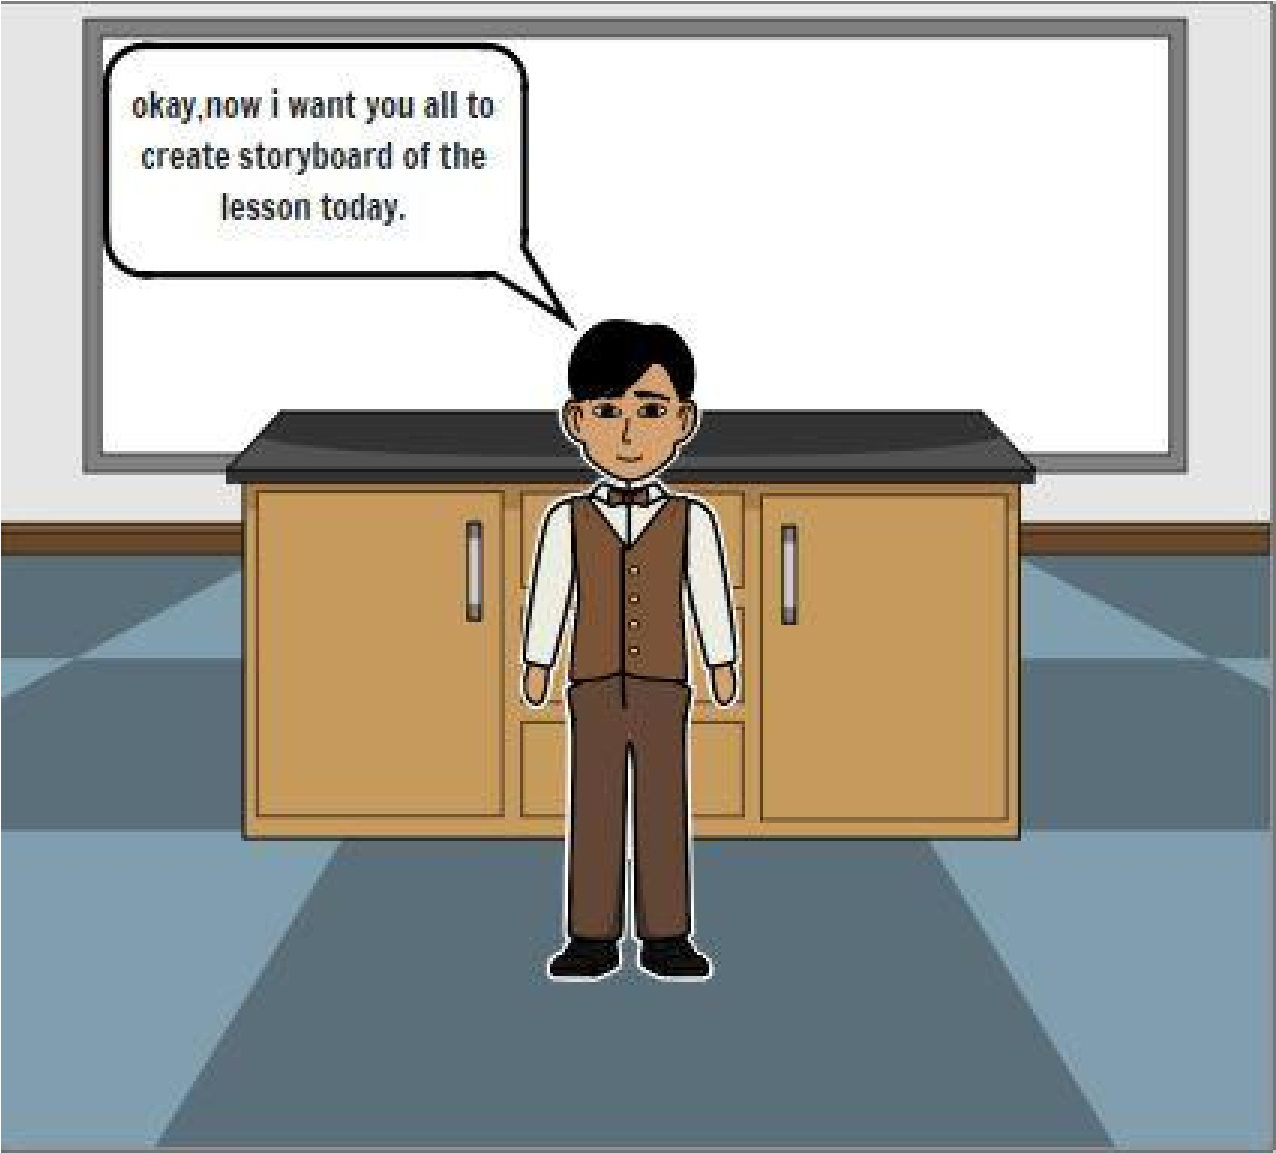 okay,now i want you all to
create storyboard of the
lesson today.